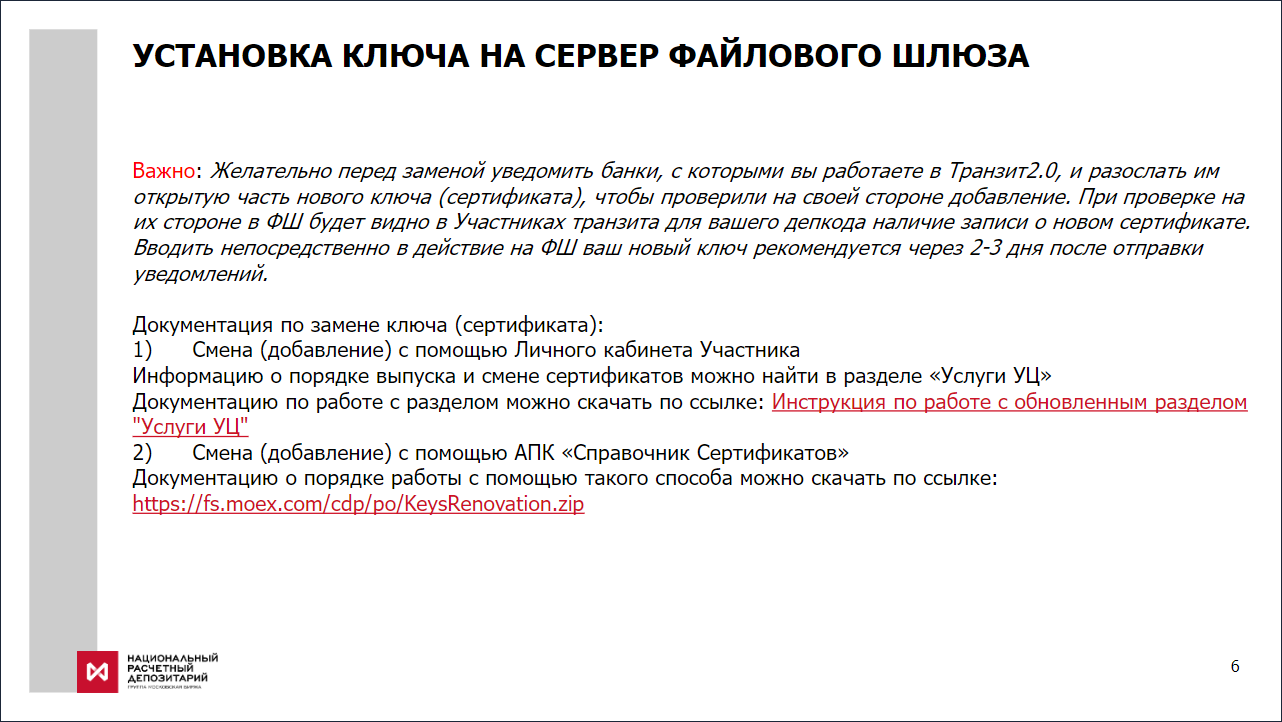 УСТАНОВКА КЛЮЧА НА СЕРВЕР ФАЙЛОВОГО ШЛЮЗА
Важно: Желательно перед заменой уведомить банки, с которыми вы работаете в Транзит2.0, и разослать им
открытую часть нового ключа (сертификата), чтобы проверили на своей стороне добавление. При проверке на
их стороне в ФШ будет видно в Участниках транзита для вашего депкода наличие записи о новом сертификате.
Вводить непосредственно в действие на ФШ ваш новый ключ рекомендуется через 2-3 дня после отправки
уведомлений.
Документация по замене ключа (сертификата):
1) Смена (добавление) с помощью Личного кабинета Участника
Информацию о порядке выпуска и смене сертификатов можно найти в разделе «Услуги УЦ»
Документацию по работе с разделом можно скачать по ссылке: Инструкция по работе с обновленным разделом
"Услуги УЦ"
2) Смена (добавление) с помощью АПК «Справочник Сертификатов»
Документацию о порядке работы с помощью такого способа можно скачать по ссылке:
https://fs.moex.com/cdp/po/KeysRenovation.zip
НАЦИОНАЛЬНЫЙ
РАСЧЕТНЫЙ
ДЕПОЗИТАРИЙ
ГРУППА МОСКОВСКАЯ БИРЖА
6